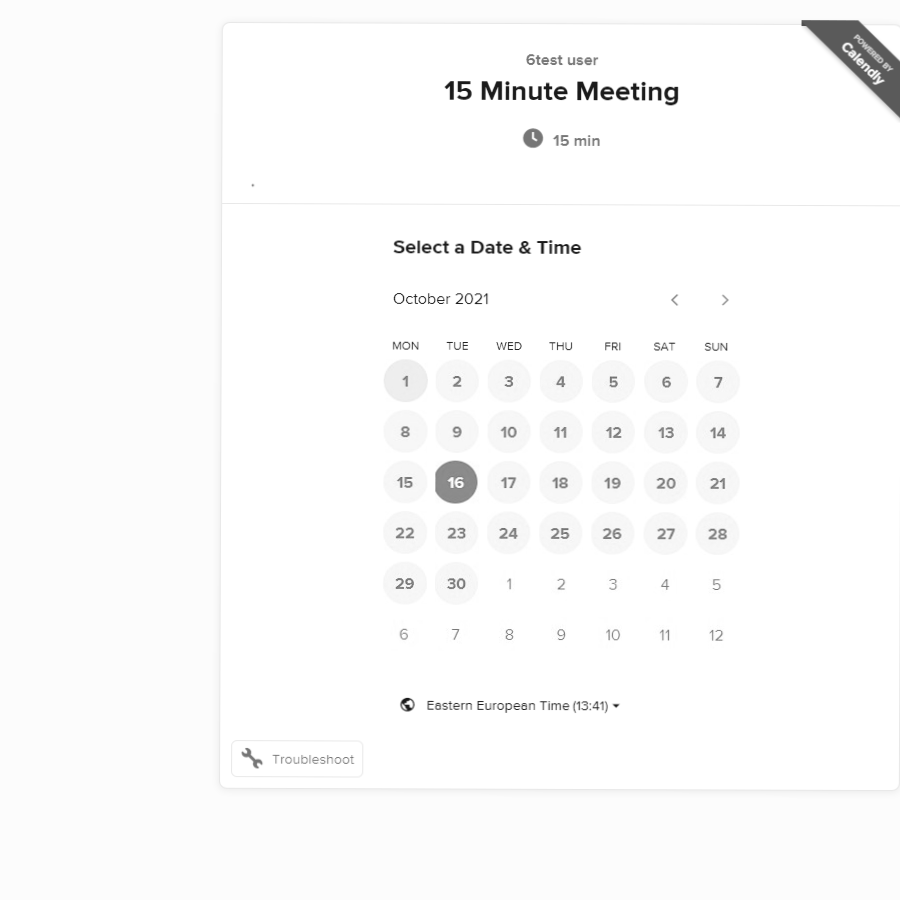 POWERED BY
Calendly
6test user
15 Minute Meeting
15 min
.
Select a Date & Time
October 2021
MON TUE WED THU FRI SAT SUN
1 2 3 4 5 6 7
8 9 10 11 12 13 14
15 16 17 18 19 20 21
22 23 24 25 26 27 28
29 30 1 2 3 4 5
6 7 8 9 10 11 12
Eastern European Time (13:41)
Troubleshoot